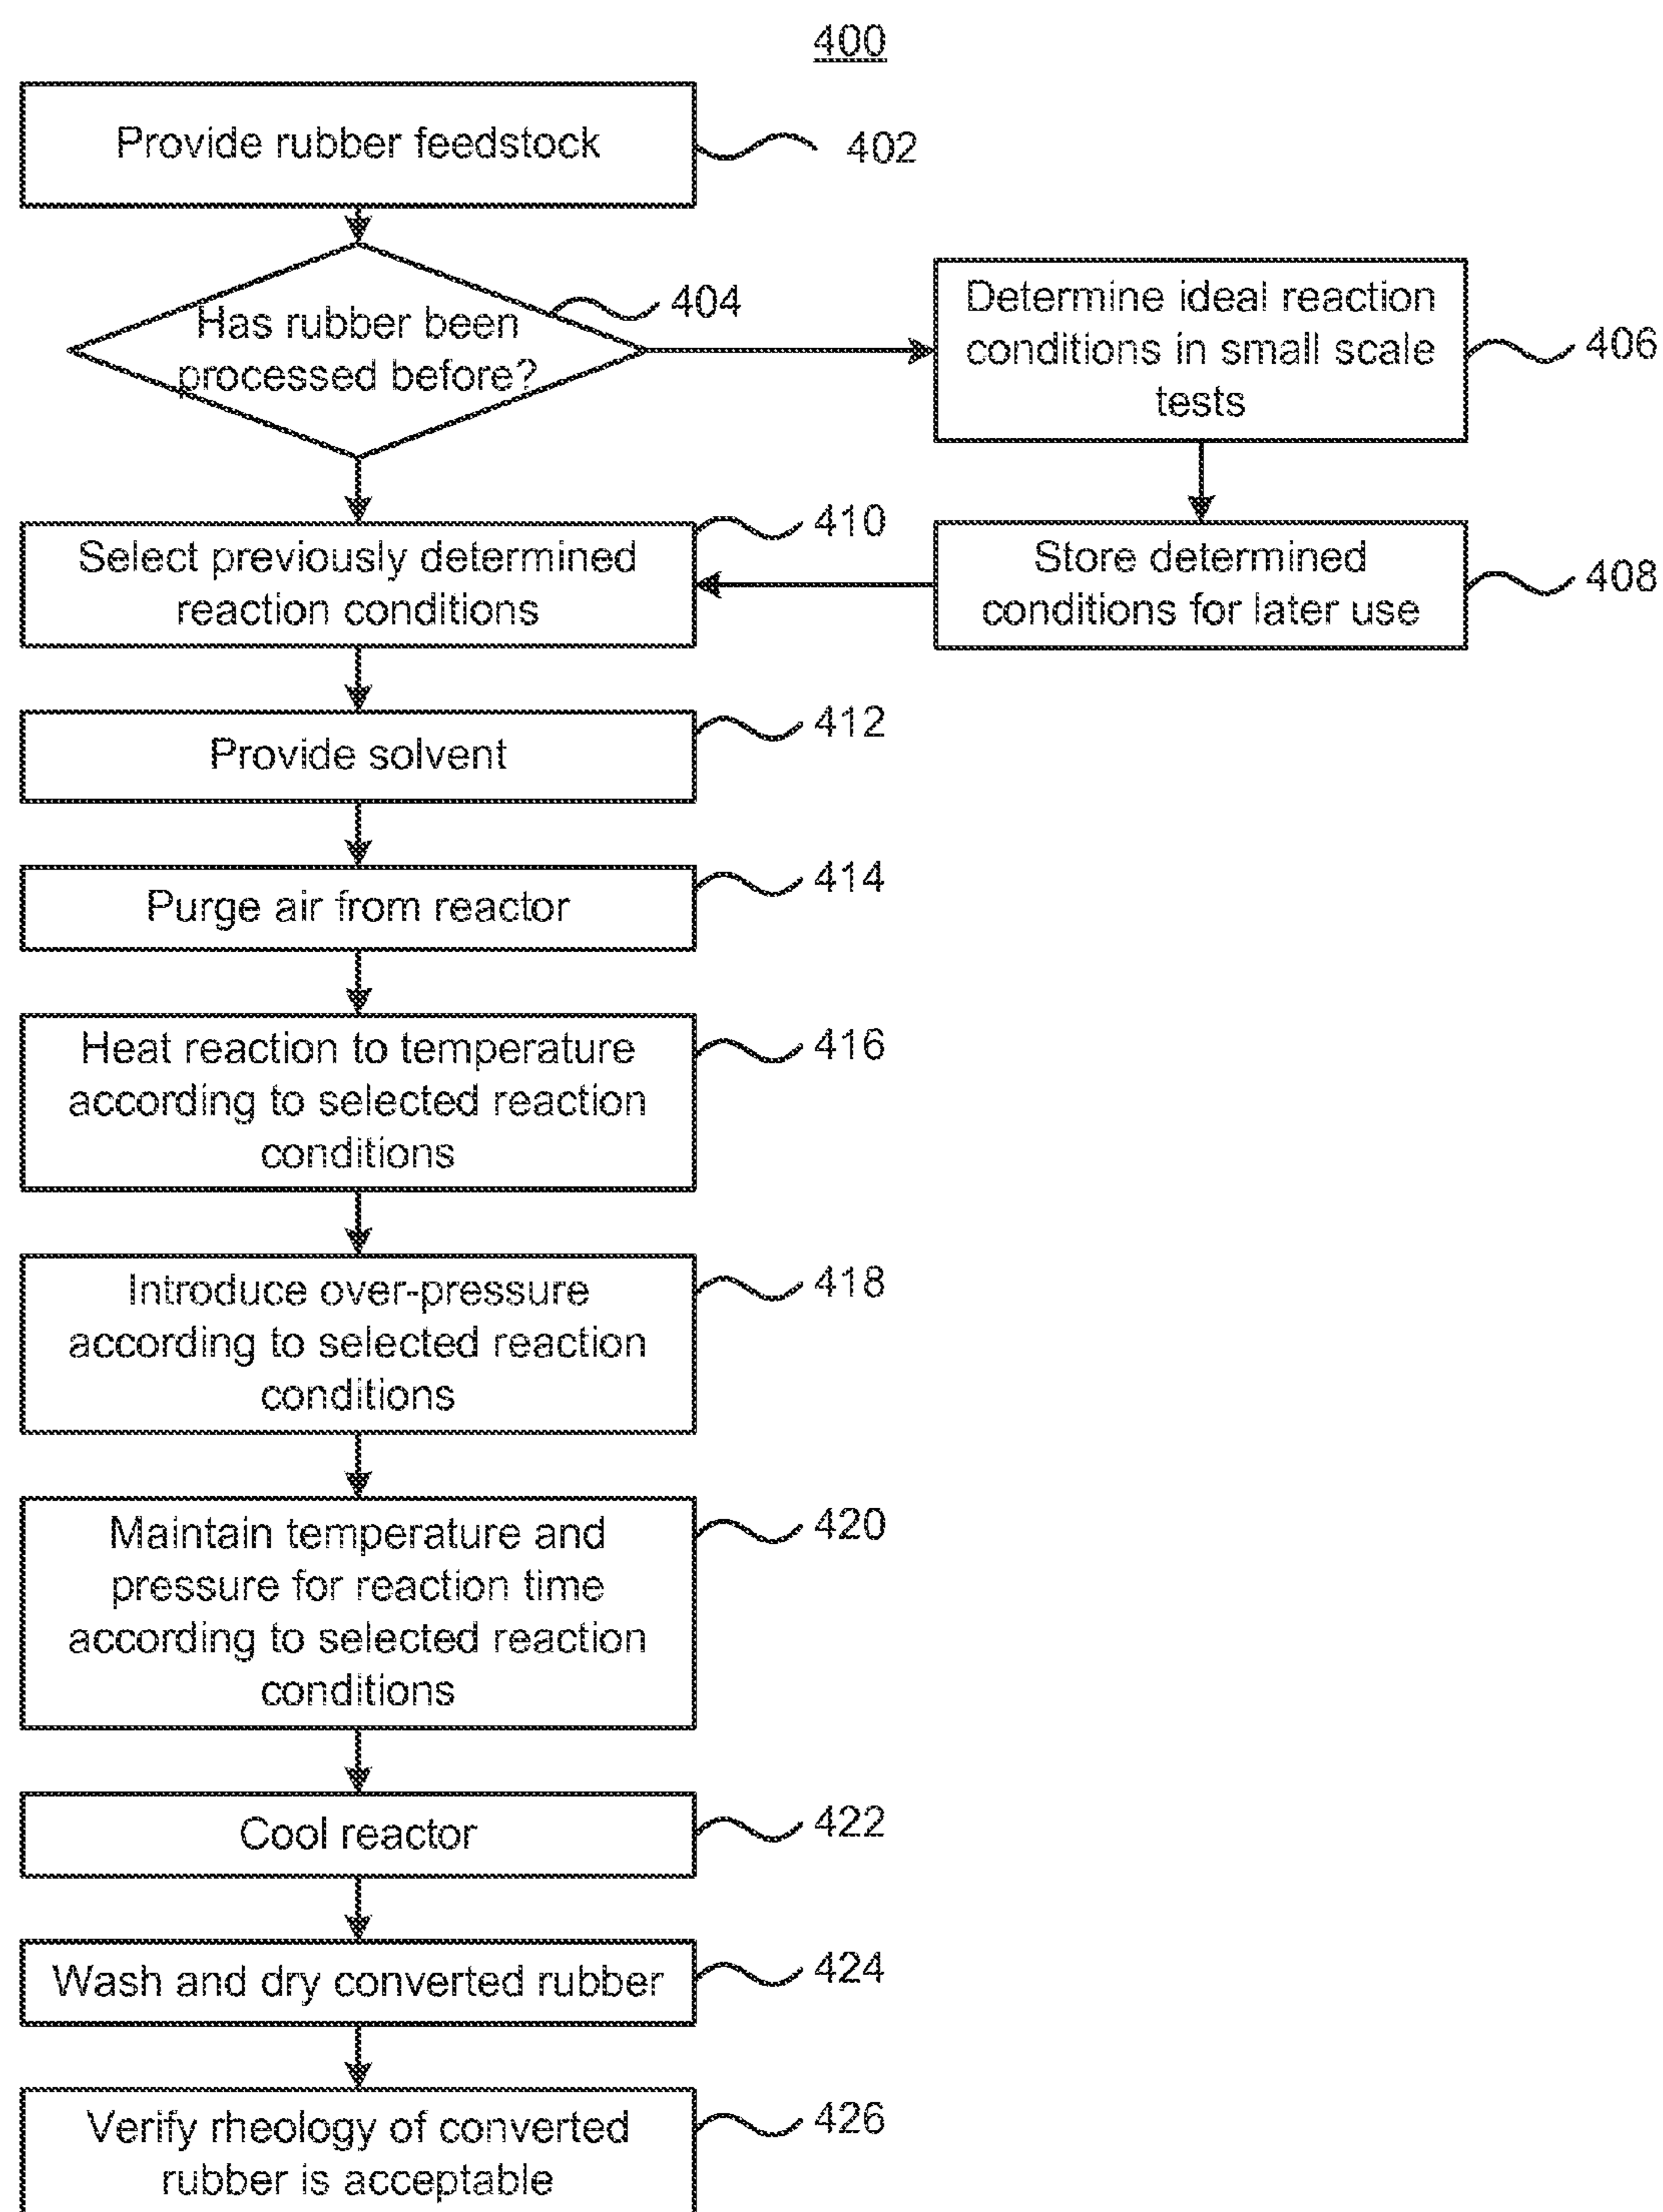 400
Provide rubber feedstock
402
Has rubber been
processed before?
404
Determine ideal reaction
conditions in small scale
tests
406
Select previously determined
reaction conditions
410
Store determined
conditions for later use
408
Provide solvent
412
Purge air from reactor
414
Heat reaction to temperature
according to selected reaction
conditions
416
Introduce over-pressure
according to selected reaction
conditions
418
Maintain temperature and
pressure for reaction time
according to selected reaction
conditions
420
Cool reactor
422
Wash and dry converted rubber
424
Verify rheology of converted
rubber is acceptable
426